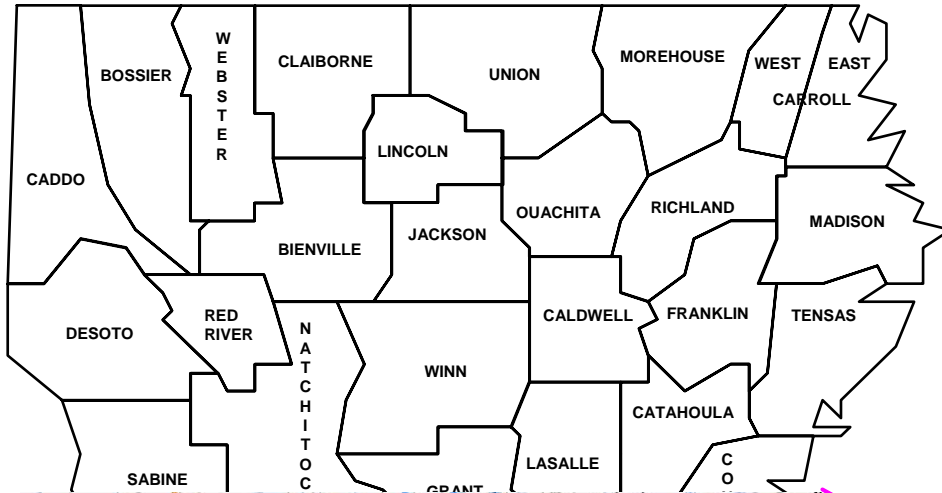 WEBSTER
CLAIBORNE
MOREHOUSE
BOSSIER
UNION
WEST
EAST
CARROLL
LINCOLN
CADDO
OUACHITA
RICHLAND
MADISON
BIENVILLE
JACKSON
DESOTO
RED
RIVER
CALDWELL
FRANKLIN
TENSAS
NATCHITOC
WINN
CATAHOULA
LASALLE
SABINE
GRANT
CO